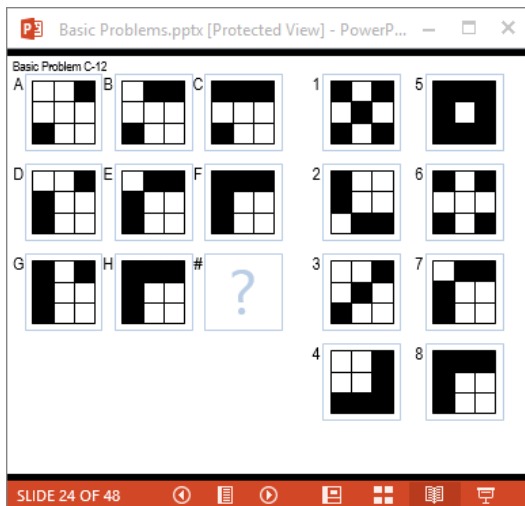 Basic Problems.pptx [Protected View] - PowerP...
Basic Problem C-12
A B C 1 5
D E F 2 6
G H # ? 3 7
4 8
SLIDE 24 OF 48